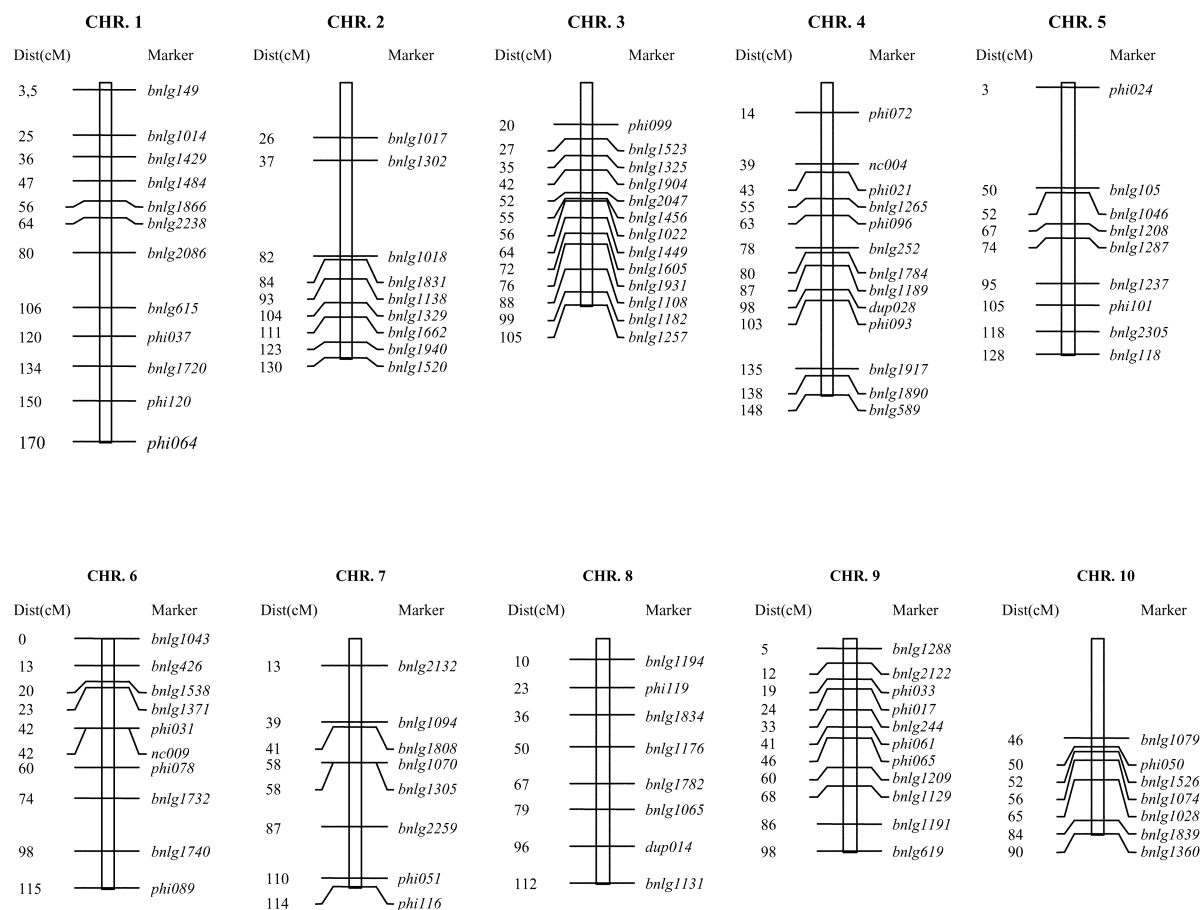 CHR. 1
Dist(cM) Marker
3,5 bnlg149
25 bnlg1014
36 bnlg1429
47 bnlg1484
56 bnlg1866
64 bnlg2238
80 bnlg2086
106 bnlg615
120 phi037
134 bnlg1720
150 phi120
170 phi064
CHR. 2
Dist(cM) Marker
26 bnlg1017
37 bnlg1302
82 bnlg1018
84 bnlg1831
93 bnlg1138
104 bnlg1329
111 bnlg1662
123 bnlg1940
130 bnlg1520
CHR. 3
Dist(cM) Marker
20 phi099
27 bnlg1523
35 bnlg1325
42 bnlg1904
52 bnlg2047
55 bnlg1456
56 bnlg1022
64 bnlg1449
72 bnlg1605
76 bnlg1931
88 bnlg1108
99 bnlg1182
105 bnlg1257
CHR. 4
Dist(cM) Marker
14 phi072
39 nc004
43 phi021
55 bnlg1265
63 phi096
78 bnlg252
80 bnlg1784
87 bnlg1189
98 dup028
103 phi093
135 bnlg1917
138 bnlg1890
148 bnlg589
CHR. 5
Dist(cM) Marker
3 phi024
50 bnlg105
52 bnlg1046
67 bnlg1208
74 bnlg1287
95 bnlg1237
105 phi101
118 bnlg2305
128 bnlg118
CHR. 6
Dist(cM) Marker
0 bnlg1043
13 bnlg426
20 bnlg1538
23 bnlg1371
42 phi031
42 nc009
60 phi078
74 bnlg1732
98 bnlg1740
115 phi089
CHR. 7
Dist(cM) Marker
13 bnlg2132
39 bnlg1094
41 bnlg1808
58 bnlg1070
58 bnlg1305
87 bnlg2259
110 phi051
114 phi116
CHR. 8
Dist(cM) Marker
10 bnlg1194
23 phi119
36 bnlg1834
50 bnlg1176
67 bnlg1782
79 bnlg1065
96 dup014
112 bnlg1131
CHR. 9
Dist(cM) Marker
5 bnlg1288
12 bnlg2122
19 phi033
24 phi017
33 bnlg244
41 phi061
46 phi065
60 bnlg1209
68 bnlg1129
86 bnlg1191
98 bnlg619
CHR. 10
Dist(cM) Marker
46 bnlg1079
50 phi050
52 bnlg1526
56 bnlg1074
65 bnlg1028
84 bnlg1839
90 bnlg1360